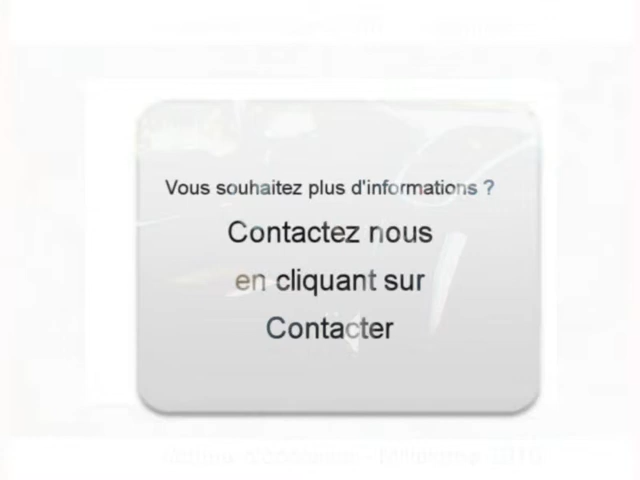 Vous souhaitez plus d'informations ?
Contactez nous
en cliquant sur
Contacter